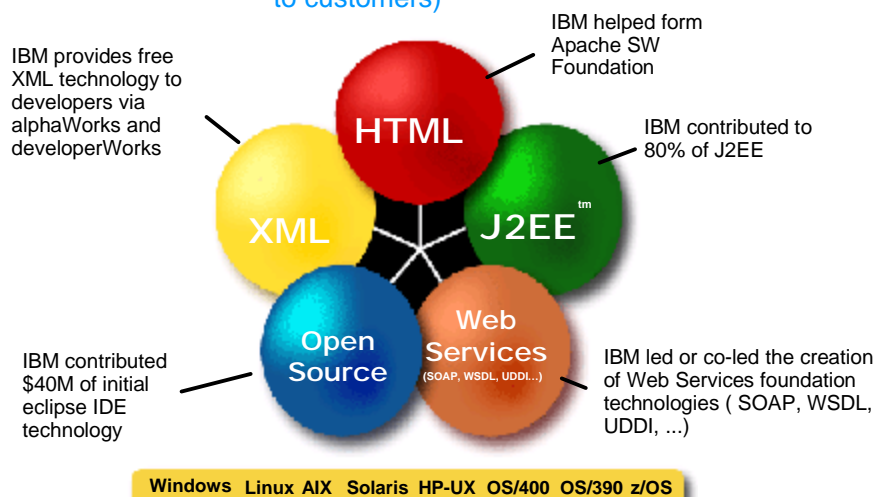 to customers)
IBM helped form
Apache SW
Foundation
IBM provides free
XML technology to
developers via
alphaWorks and
developerWorks
HTML
IBM contributed to
80% of J2EE
XML
J2EE tm
Open
Source
Web
Services
(SOAP, WSDL, UDDI...)
IBM contributed
$40M of initial
eclipse IDE
technology
IBM led or co-led the creation
of Web Services foundation
technologies ( SOAP, WSDL,
UDDI, ...)
Windows Linux AIX Solaris HP-UX OS/400 OS/390 z/OS